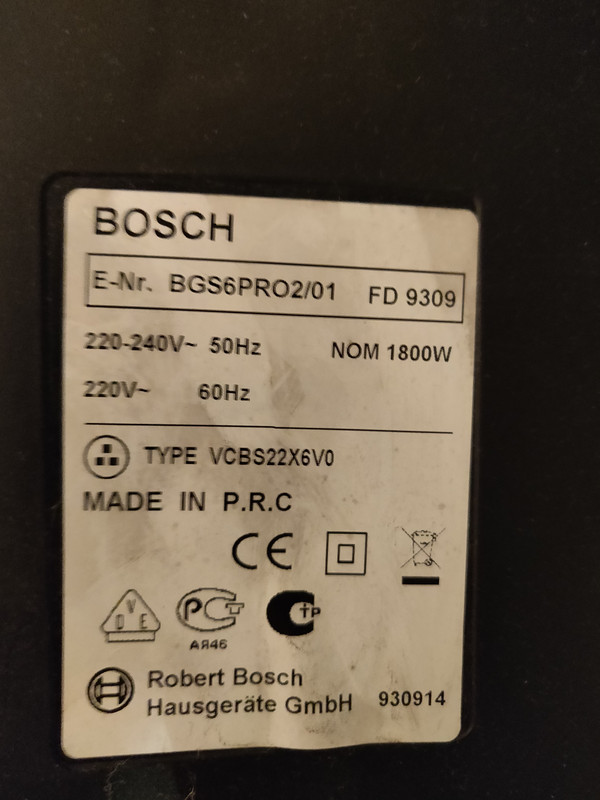 BOSCH
E-Nr. BGS6PRO2/01 FD 9309
220-240V~ 50Hz NOM 1800W
220V~ 60Hz
TYPE VCBS22X6V0
MADE IN P.R.C
CE
VDE PCT TP
АЯ46
Robert Bosch
Hausgeräte GmbH 930914